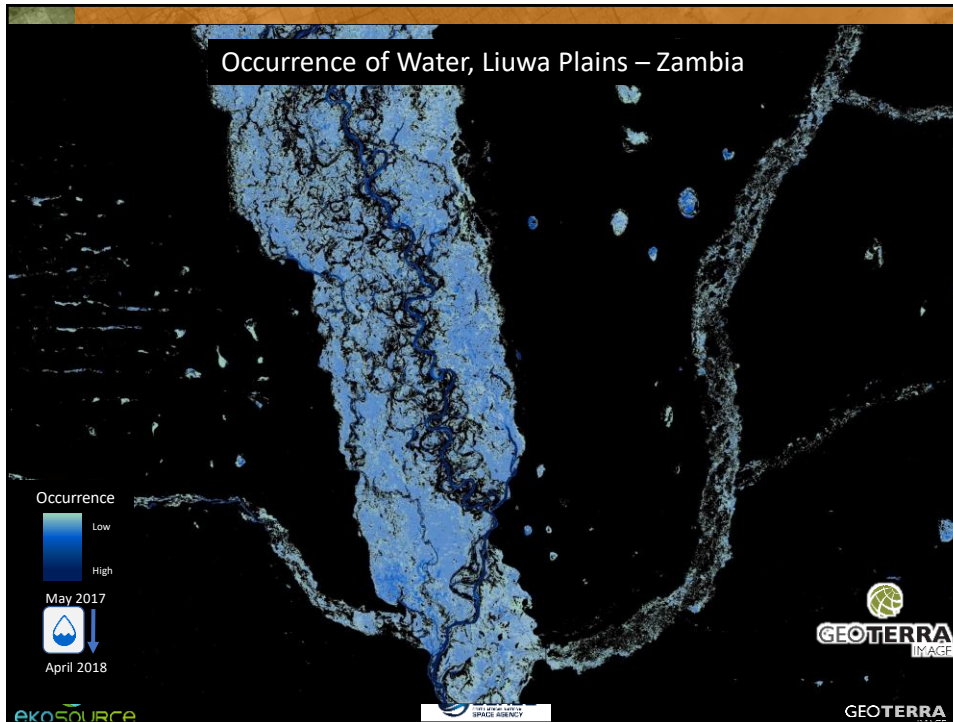 Occurrence of Water, Liuwa Plains – Zambia
Occurrence
Low
High
May 2017
April 2018
GEOTERRA
IMAGE
ekosource
SPACE AGENCY
GEOTERRA